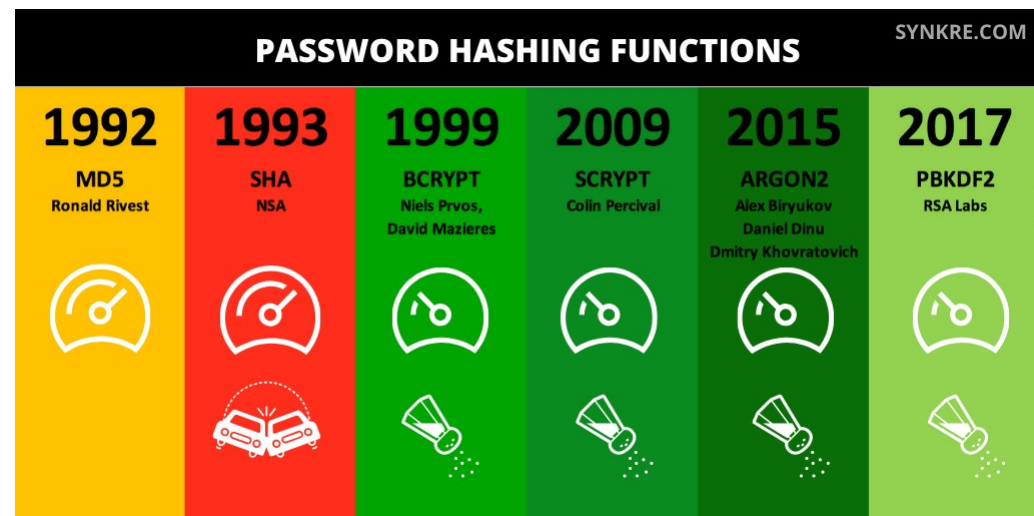 SYNKRE.COM
PASSWORD HASHING FUNCTIONS
1992
MD5
Ronald Rivest
1993
SHA
NSA
1999
BCRYPT
Niels Prvos,
David Mazieres
2009
SCRYPT
Colin Percival
2015
ARGON2
Alex Biryukov
Daniel Dinu
Dmitry Khovratovich
2017
PBKDF2
RSA Labs